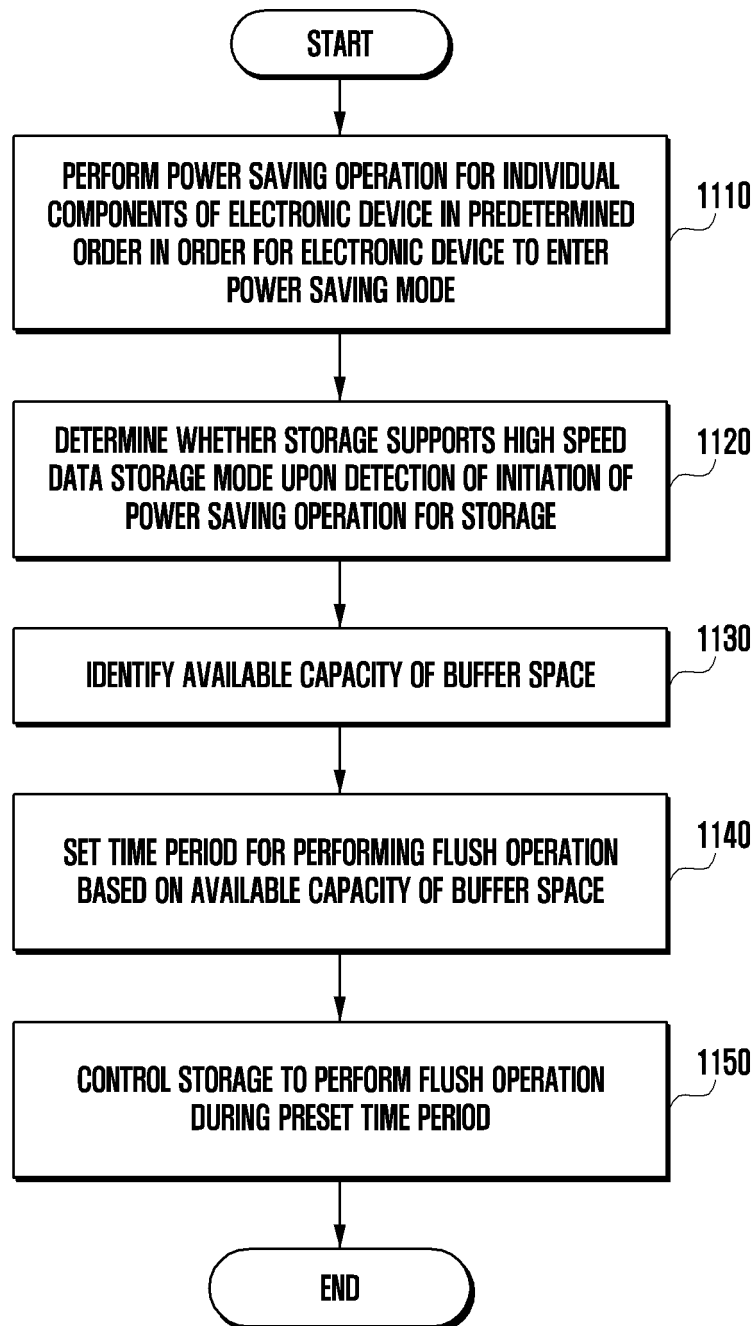 START
PERFORM POWER SAVING OPERATION FOR INDIVIDUAL
COMPONENTS OF ELECTRONIC DEVICE IN PREDETERMINED
ORDER IN ORDER FOR ELECTRONIC DEVICE TO ENTER
POWER SAVING MODE
1110
DETERMINE WHETHER STORAGE SUPPORTS HIGH SPEED
DATA STORAGE MODE UPON DETECTION OF INITIATION OF
POWER SAVING OPERATION FOR STORAGE
1120
IDENTIFY AVAILABLE CAPACITY OF BUFFER SPACE
1130
SET TIME PERIOD FOR PERFORMING FLUSH OPERATION
BASED ON AVAILABLE CAPACITY OF BUFFER SPACE
1140
CONTROL STORAGE TO PERFORM FLUSH OPERATION
DURING PRESET TIME PERIOD
1150
END